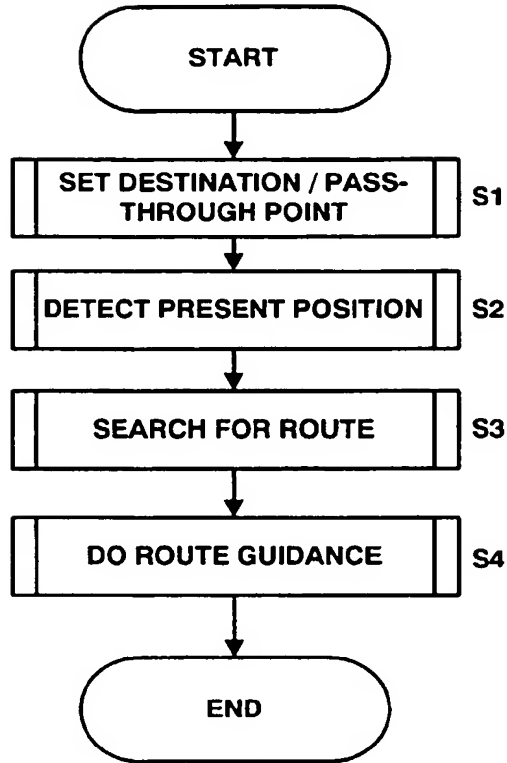 START
SET DESTINATION / PASS-
THROUGH POINT
S1
DETECT PRESENT POSITION
S2
SEARCH FOR ROUTE
S3
DO ROUTE GUIDANCE
S4
END